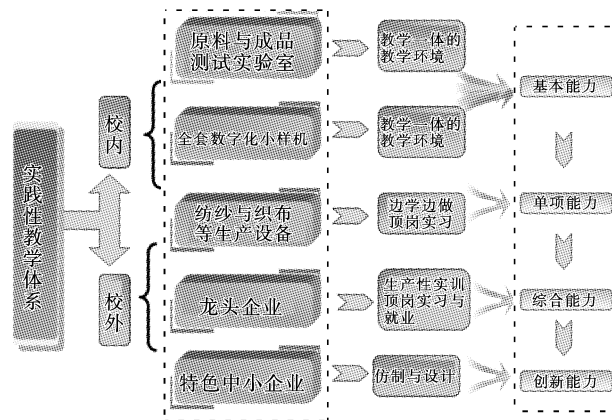 实践性教学体系
校内
校外
原料与成品
测试实验室
全套数字化小样机
纺纱与织布
等生产设备
龙头企业
特色中小企业
教学一体的
教学环境
教学一体的
教学环境
边学边做
顶岗实习
生产性实训
顶岗实习与
就业
仿制与设计
基本能力
单项能力
综合能力
创新能力